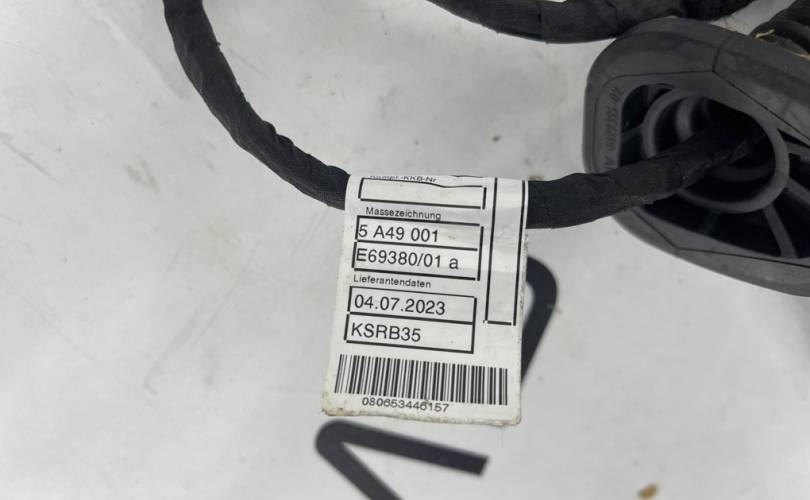 Massezeichnung
5 A49 001
E69380/01 a
Lieferantendaten
04.07.2023
KSRB35
080653446157